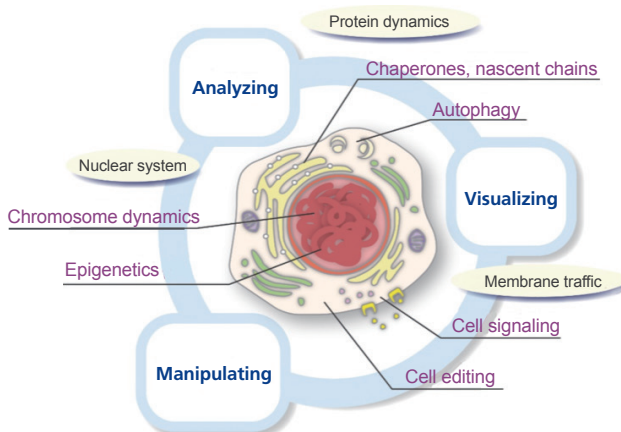 Protein dynamics
Analyzing
Chaperones, nascent chains
Autophagy
Nuclear system
Visualizing
Chromosome dynamics
Epigenetics
Membrane traffic
Cell signaling
Manipulating
Cell editing